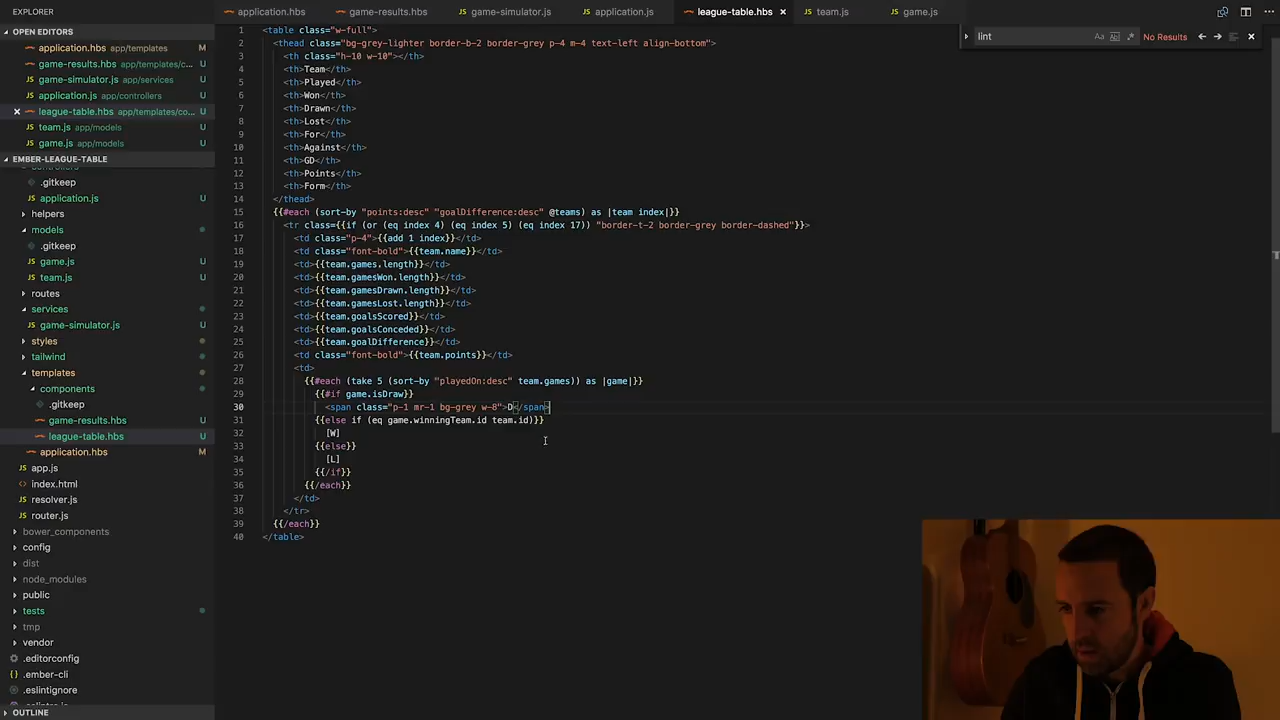 EXPLORER
application.hbs
game-results.hbs
game-simulator.js
application.js
league-table.hbs
team.js
game.js
OPEN EDITORS
application.hbs app/templates M
game-results.hbs app/templates/c... U
game-simulator.js app/services U
application.js app/controllers U
league-table.hbs app/templates/co... U
team.js app/models U
game.js app/models U
EMBER-LEAGUE-TABLE
.gitkeep
application.js U
helpers
models
.gitkeep
game.js U
team.js U
routes
services
game-simulator.js U
styles
tailwind
templates
components
.gitkeep
game-results.hbs U
league-table.hbs U
application.hbs M
app.js
index.html
resolver.js
router.js
bower_components
config
dist
node_modules
public
tests
tmp
vendor
.editorconfig
.ember-cli
.eslintignore
OUTLINE
lint
No Results
1 <table class="w-full">
2 <thead class="bg-grey-lighter border-b-2 border-grey p-4 m-4 text-left align-bottom">
3 <th class="h-10 w-10"></th>
4 <th>Team</th>
5 <th>Played</th>
6 <th>Won</th>
7 <th>Drawn</th>
8 <th>Lost</th>
9 <th>For</th>
10 <th>Against</th>
11 <th>GD</th>
12 <th>Points</th>
13 <th>Form</th>
14 </thead>
15 {{#each (sort-by "points:desc" "goalDifference:desc" @teams) as |team index|}}
16 <tr class={{if (or (eq index 4) (eq index 5) (eq index 17)) "border-t-2 border-grey border-dashed"}}>
17 <td class="p-4">{{add 1 index}}</td>
18 <td class="font-bold">{{team.name}}</td>
19 <td>{{team.games.length}}</td>
20 <td>{{team.gamesWon.length}}</td>
21 <td>{{team.gamesDrawn.length}}</td>
22 <td>{{team.gamesLost.length}}</td>
23 <td>{{team.goalsScored}}</td>
24 <td>{{team.goalsConceded}}</td>
25 <td>{{team.goalDifference}}</td>
26 <td class="font-bold">{{team.points}}</td>
27 <td>
28 {{#each (take 5 (sort-by "playedOn:desc" team.games)) as |game|}}
29 {{#if game.isDraw}}
30 <span class="p-1 mr-1 bg-grey w-8">D</span>
31 {{else if (eq game.winningTeam.id team.id)}}
32 [W]
33 {{else}}
34 [L]
35 {{/if}}
36 {{/each}}
37 </td>
38 </tr>
39 {{/each}}
40 </table>